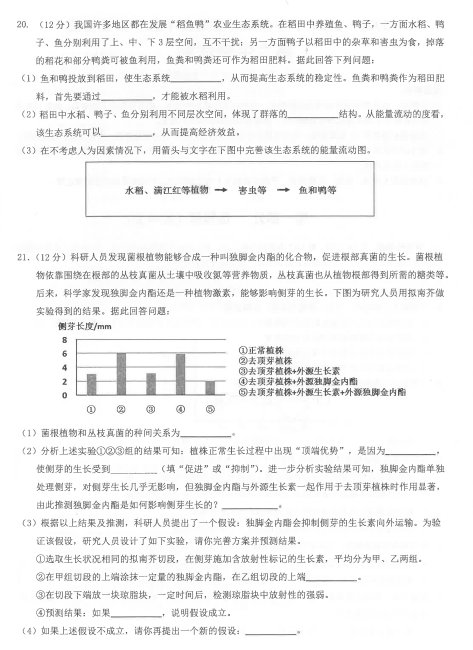 20.（12 分）我国许多地区都在发展“稻鱼鸭”农业生态系统。在稻田中养殖鱼、鸭子，一方面水稻、鸭
子、鱼分别利用了上、中、下 3 层空间，互不干扰；另一方面鸭子以稻田中的杂草和害虫为食，掉落
的稻花和部分鸭粪可被鱼利用，鱼粪和鸭粪还可作为稻田肥料。据此回答下列问题：
（1）鱼和鸭投放到稻田，使生态系统________，从而提高生态系统的稳定性。鱼粪和鸭粪作为稻田肥
料，首先要通过________，才能被水稻利用。
（2）稻田中水稻、鸭子、鱼分别利用不同层次空间，体现了群落的________结构。从能量流动的度看，
该生态系统可以________，从而提高经济效益。
（3）在不考虑人为因素情况下，用箭头与文字在下图中完善该生态系统的能量流动图。
水稻、满江红等植物 → 害虫等 → 鱼和鸭等
21.（12 分）科研人员发现菌根植物能够合成一种叫独脚金内酯的化合物，促进根部真菌的生长。菌根植
物依靠围绕在根部的丛枝真菌从土壤中吸收氮等营养物质，丛枝真菌也从植物根部得到所需的糖类等。
后来，科学家发现独脚金内酯还是一种植物激素，能够影响侧芽的生长。下图为研究人员用拟南芥做
实验得到的结果。据此回答问题：
侧芽长度/mm
8
6
4
2
0
① ② ③ ④ ⑤
①正常植株
②去顶芽植株
③去顶芽植株+外源生长素
④去顶芽植株+外源独脚金内酯
⑤去顶芽植株+外源生长素+外源独脚金内酯
（1）菌根植物和丛枝真菌的种间关系为________。
（2）分析上述实验①②③组的结果可知：植株正常生长过程中出现“顶端优势”，是因为________，
使侧芽的生长受到________（填“促进”或“抑制”）。进一步分析实验结果可知，独脚金内酯单独
处理侧芽，对侧芽生长几乎无影响，但独脚金内酯与外源生长素一起作用于去顶芽植株时作用显著，
由此推测独脚金内酯是如何影响侧芽生长的？________。
（3）根据以上结果及推测，科研人员提出了一个假设：独脚金内酯会抑制侧芽的生长素向外运输。为验
证该假设，研究人员设计了如下实验，请你完善方案并预测结果。
①选取生长状况相同的拟南芥切段，在侧芽施加含放射性标记的生长素，平均分为甲、乙两组。
②在甲组切段的上端涂抹一定量的独脚金内酯，在乙组切段的上端________。
③在切段下端放一块琼脂块，一定时间后，检测琼脂块中放射性的强弱。
④预测结果：如果________，说明假设成立。
（4）如果上述假设不成立，请你再提出一个新的假设：________。